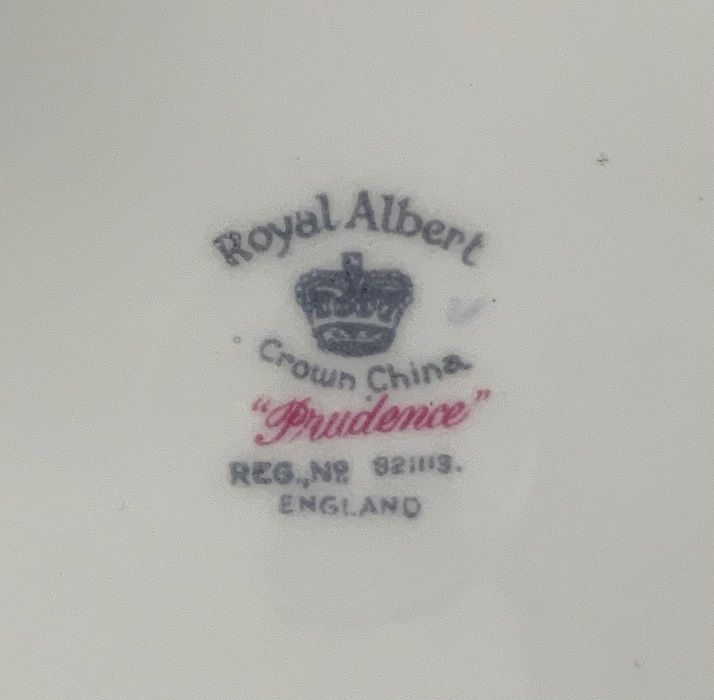 Royal Albert
Crown China
"Prudence"
REG., Nº 821113.
ENGLAND